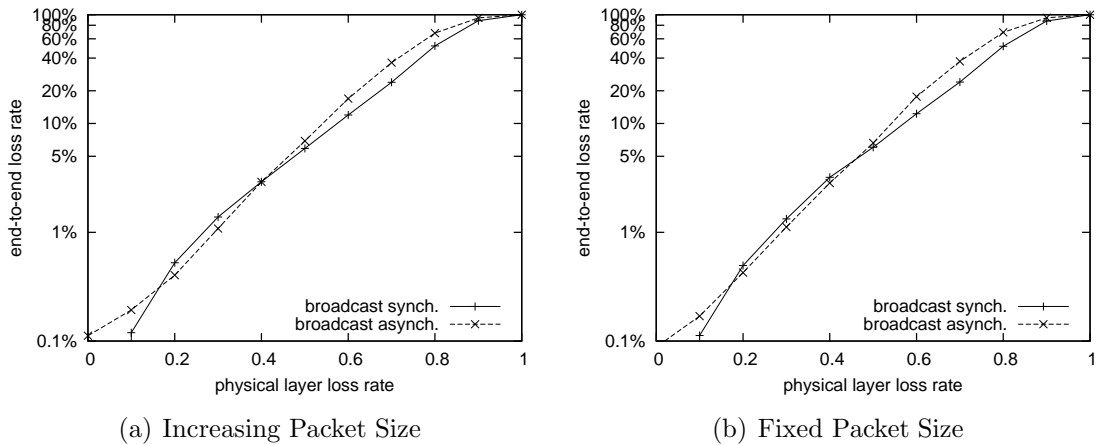 100%
80%
60%
40%
20%
10%
5%
1%
0.1%
end-to-end loss rate
0 0.2 0.4 0.6 0.8 1
physical layer loss rate
broadcast synch.
broadcast asynch.
(a) Increasing Packet Size
100%
80%
60%
40%
20%
10%
5%
1%
0.1%
end-to-end loss rate
0 0.2 0.4 0.6 0.8 1
physical layer loss rate
broadcast synch.
broadcast asynch.
(b) Fixed Packet Size